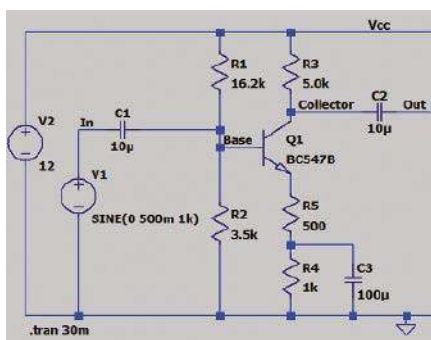 Vcc
R1
16.2k
R3
5.0k
C2
Collector
Out
10µ
V2
In
C1
10µ
Base
Q1
BC547B
V1
12
SINE(0 500m 1k)
R2
3.5k
R5
500
R4
1k
C3
100µ
.tran 30m